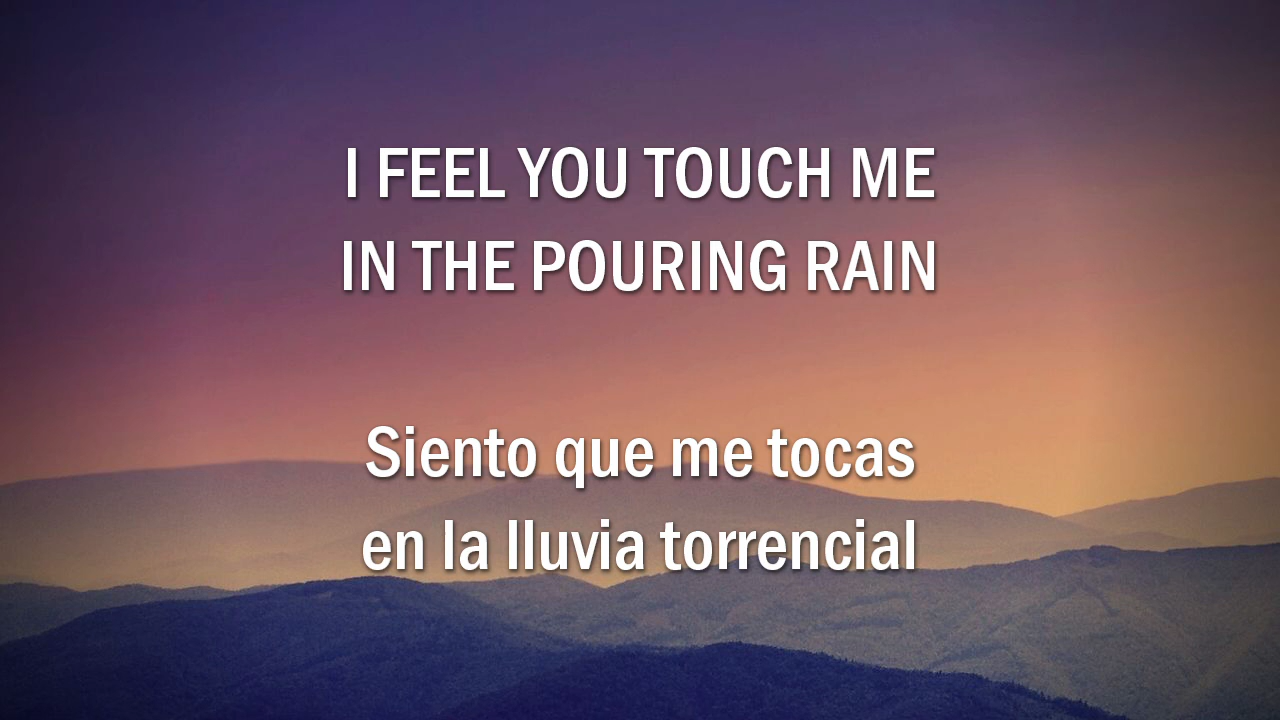 I FEEL YOU TOUCH ME
IN THE POURING RAIN
Siento que me tocas
en la lluvia torrencial